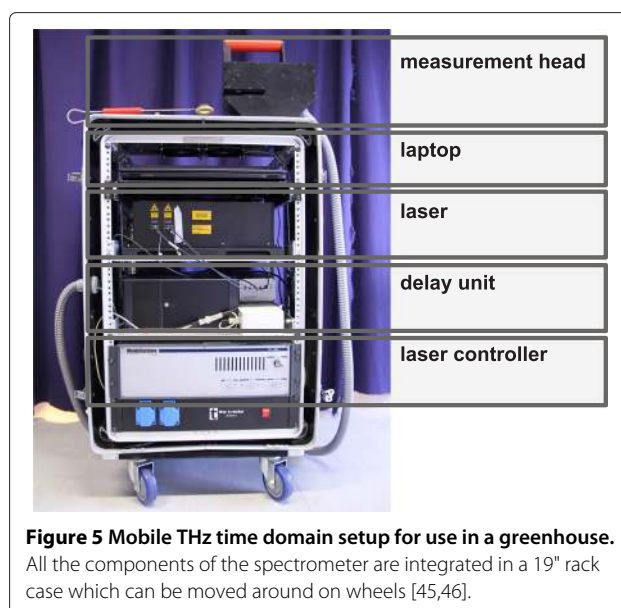 measurement head
laptop
laser
delay unit
laser controller
Figure 5 Mobile THz time domain setup for use in a greenhouse.
All the components of the spectrometer are integrated in a 19" rack
case which can be moved around on wheels [45,46].